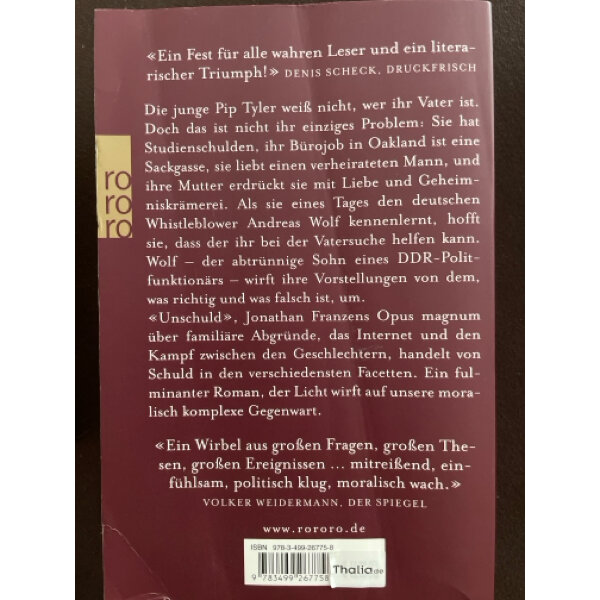 «Ein Fest für alle wahren Leser und ein litera-
rischer Triumph!» DENIS SCHECK, DRUCKFRISCH
Die junge Pip Tyler weiß nicht, wer ihr Vater ist.
Doch das ist nicht ihr einziges Problem: Sie hat
Studienschulden, ihr Bürojob in Oakland ist eine
Sackgasse, sie liebt einen verheirateten Mann, und
ihre Mutter erdrückt sie mit Liebe und Geheim-
niskrämerei. Als sie eines Tages den deutschen
Whistleblower Andreas Wolf kennenlernt, hofft
sie, dass der ihr bei der Vatersuche helfen kann.
Wolf – der abtrünnige Sohn eines DDR-Polit-
funktionärs – wirft ihre Vorstellungen von dem,
was richtig und was falsch ist, um.
«Unschuld», Jonathan Franzens Opus magnum
über familiäre Abgründe, das Internet und den
Kampf zwischen den Geschlechtern, handelt von
Schuld in den verschiedensten Facetten. Ein ful-
minanter Roman, der Licht wirft auf unsere mora-
lisch komplexe Gegenwart.
«Ein Wirbel aus großen Fragen, großen The-
sen, großen Ereignissen ... mitreißend, ein-
fühlsam, politisch klug, moralisch wach.»
VOLKER WEIDERMANN, DER SPIEGEL
www.rororo.de
ro
ro
ro
ISBN 978-3-499-26775-8
9 783499 267758
Thalia.de